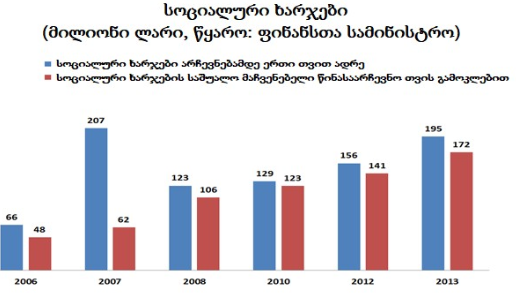 სოციალური ხარჯები
(მილიონი ლარი, წყარო: ფინანსთა სამინისტრო)
სოციალური ხარჯები არჩევნებამდე ერთი თვით ადრე
სოციალური ხარჯების საშუალო მაჩვენებელი წინასაარჩევნო თვის გამოკლებით
66 48 207 62 123 106 129 123 156 141 195 172
2006 2007 2008 2010 2012 2013